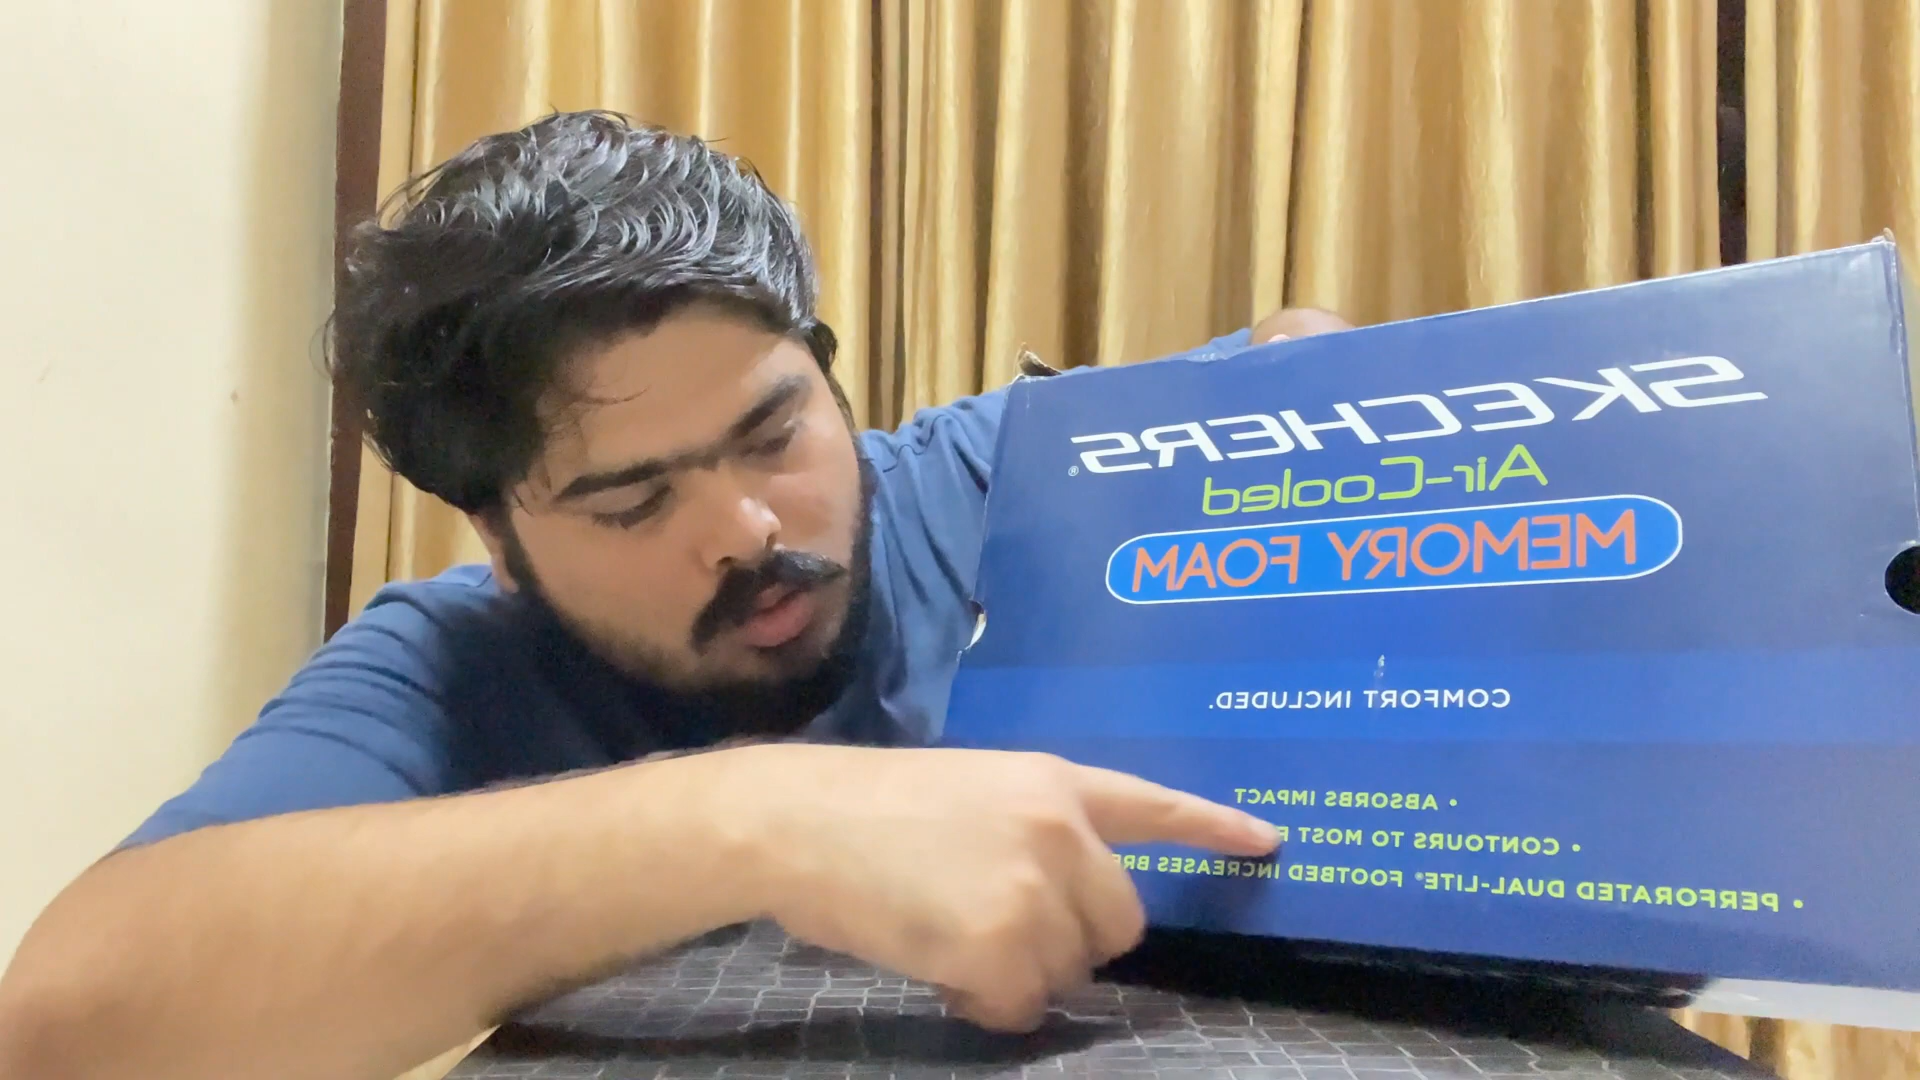 SKECHERS®
Air-Cooled
MEMORY FOAM
COMFORT INCLUDED.
• ABSORBS IMPACT
• CONTOURS TO MOST
• PERFORATED DUAL-LITE® FOOTBED INCREASES